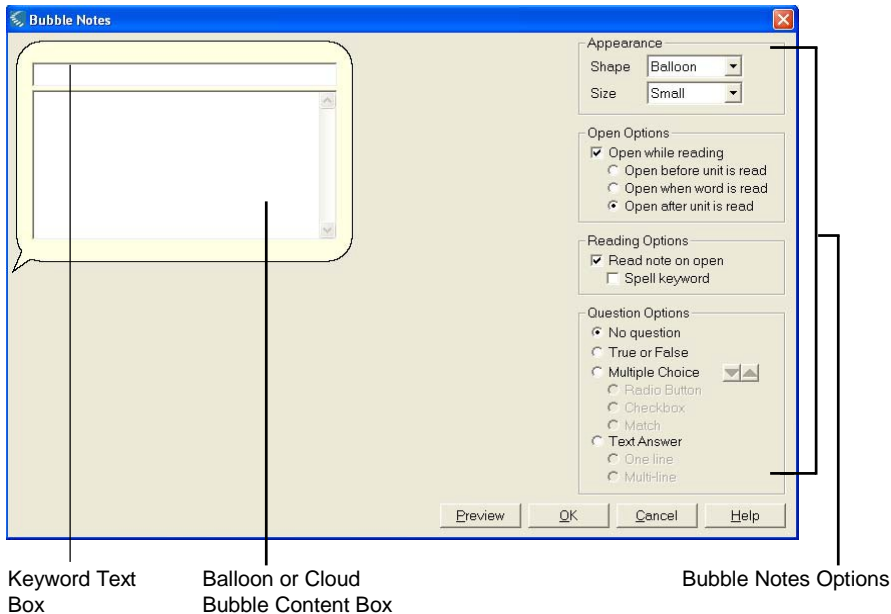 Bubble Notes
Appearance
Shape Balloon
Size Small
Open Options
Open while reading
Open before unit is read
Open when word is read
Open after unit is read
Reading Options
Read note on open
Spell keyword
Question Options
No question
True or False
Multiple Choice
Radio Button
Checkbox
Match
Text Answer
One line
Multi-line
Preview OK Cancel Help
Keyword Text
Box
Balloon or Cloud
Bubble Content Box
Bubble Notes Options